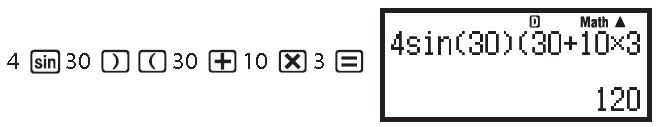 4 sin 30 ) ( 30 + 10 × 3 =
D Math ▲
4sin(30)(30+10×3
120